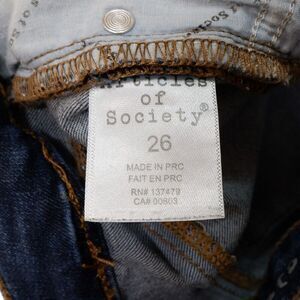 Articles
of
Society®
26
MADE IN PRC
FAIT EN PRC
RN# 137479
CA# 00803